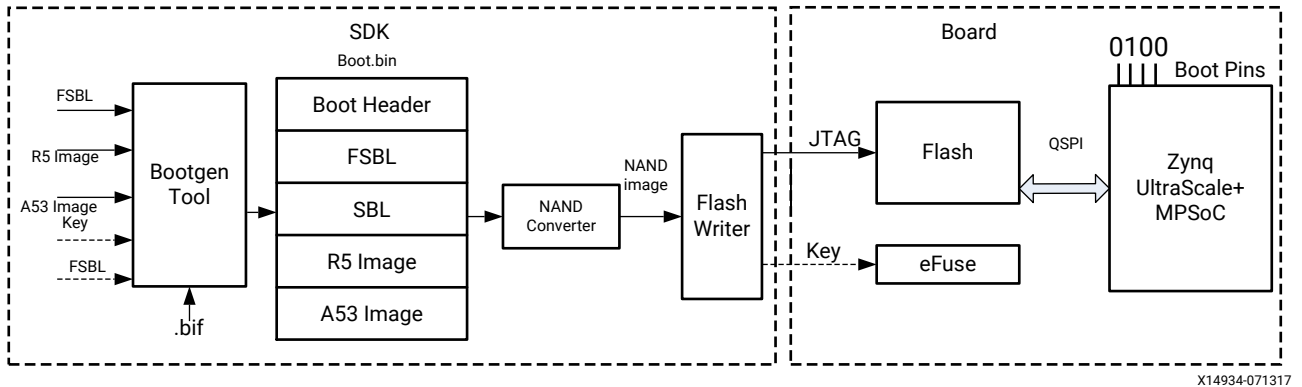 SDK
Boot.bin
FSBL
R5 Image
A53 Image
Key
FSBL
Bootgen
Tool
.bif
Boot Header
FSBL
SBL
R5 Image
A53 Image
NAND
Converter
NAND
image
Flash
Writer
Board
JTAG
Key
Flash
eFuse
QSPI
0100
Boot Pins
Zynq
UltraScale+
MPSoC
X14934-071317